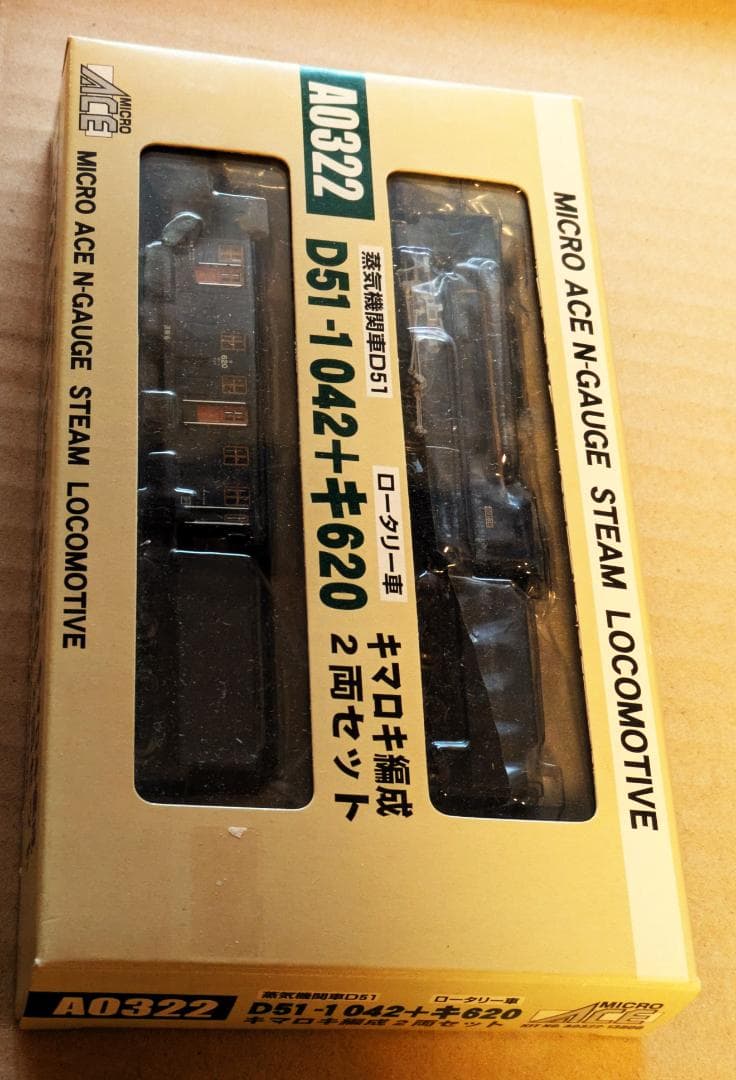 MICRO ACE N-GAUGE STEAM LOCOMOTIVE
A0322
蒸気機関車D51
ロータリー車
D51-1042+キ620
キマロキ編成
2両セット
620
MICRO
ACE
MICRO ACE N-GAUGE STEAM LOCOMOTIVE
A0322
蒸気機関車D51
ロータリー車
D51-1042+キ620
キマロキ編成2両セット
MICRO
ACE